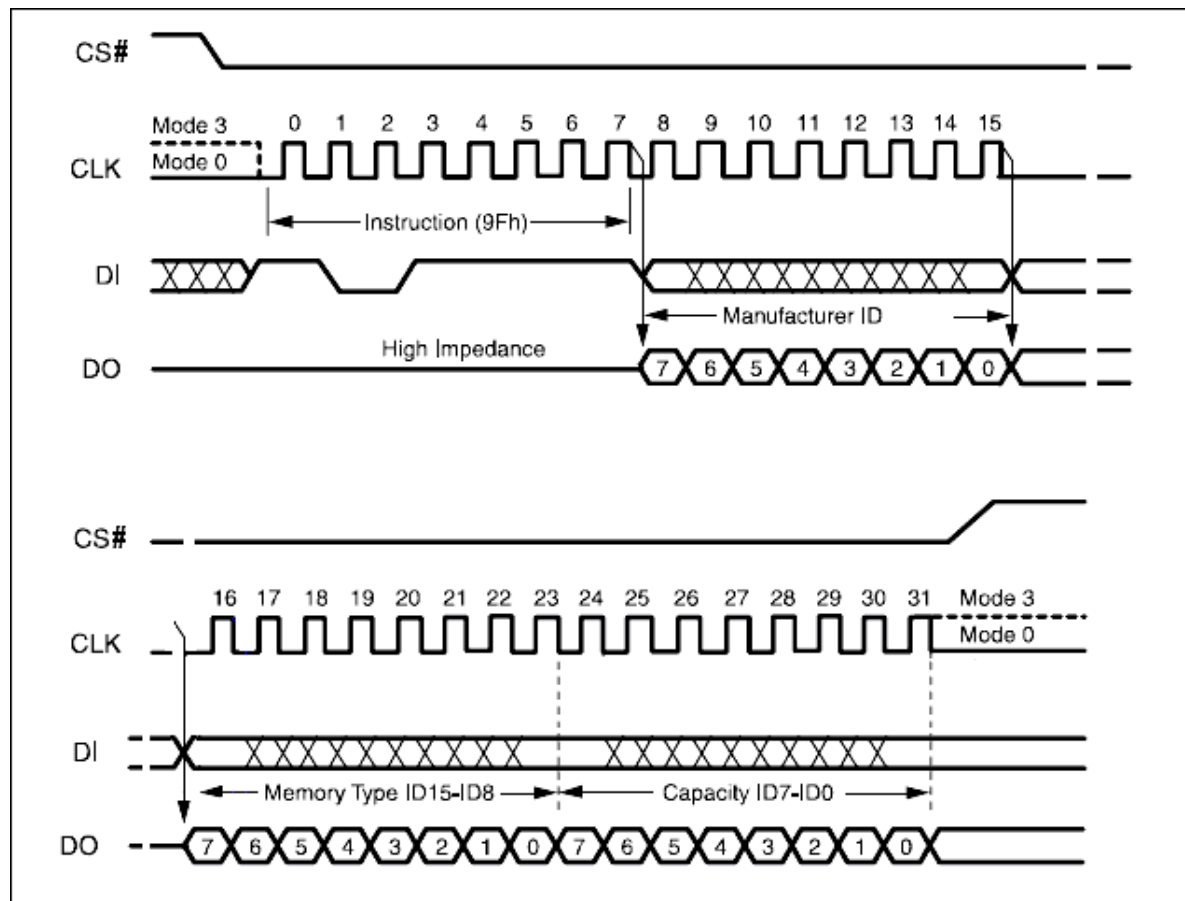 CS#
Mode 3 0 1 2 3 4 5 6 7 8 9 10 11 12 13 14 15
CLK Mode 0
Instruction (9Fh)
DI
Manufacturer ID
High Impedance
DO 7 6 5 4 3 2 1 0
CS#
16 17 18 19 20 21 22 23 24 25 26 27 28 29 30 31 Mode 3
CLK Mode 0
DI
Memory Type ID15-ID8 Capacity ID7-ID0
DO 7 6 5 4 3 2 1 0 7 6 5 4 3 2 1 0